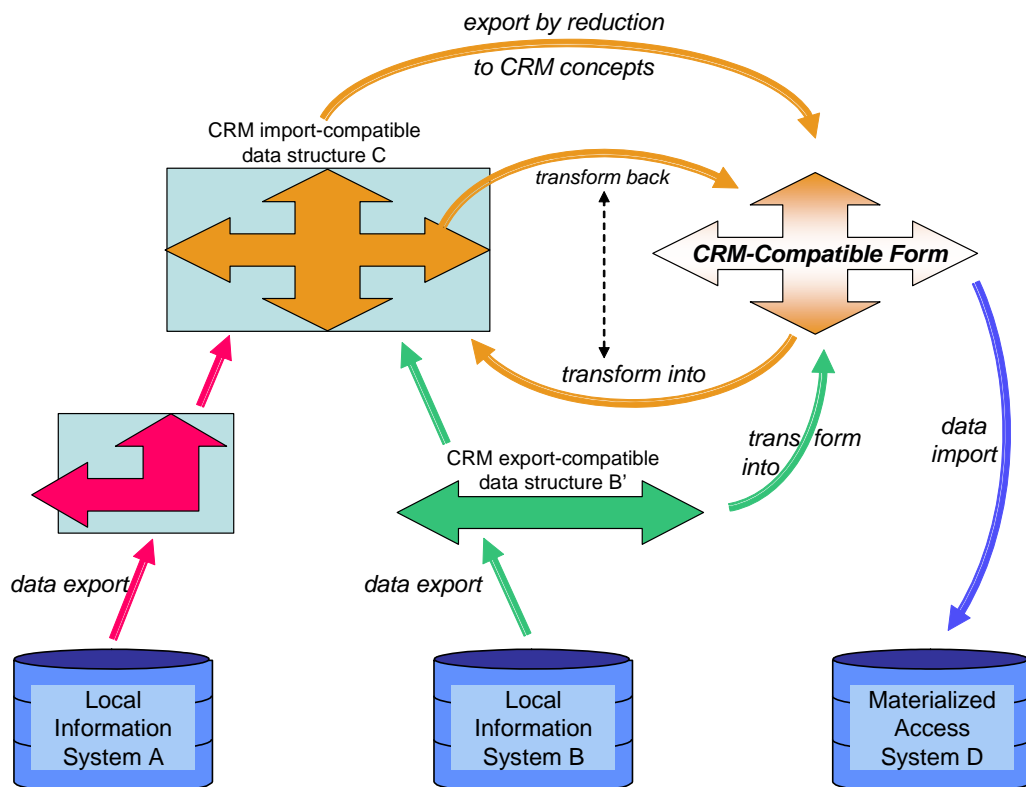 export by reduction
to CRM concepts
CRM import-compatible
data structure C
transform back
CRM-Compatible Form
transform into
transform
into
data
import
CRM export-compatible
data structure B’
data export
data export
Local
Information
System A
Local
Information
System B
Materialized
Access
System D